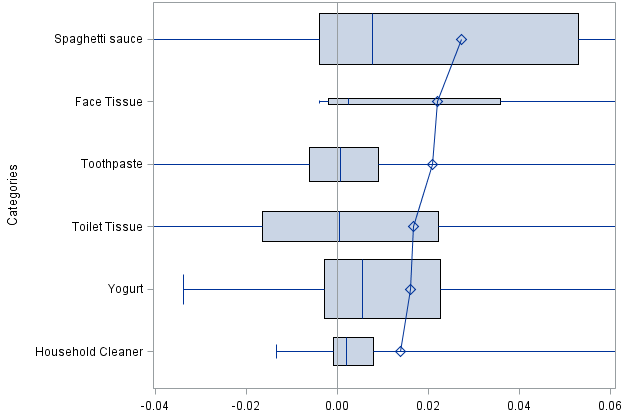 Spaghetti sauce
Face Tissue
Toothpaste
Toilet Tissue
Yogurt
Household Cleaner
Categories
-0.04 -0.02 0.00 0.02 0.04 0.06